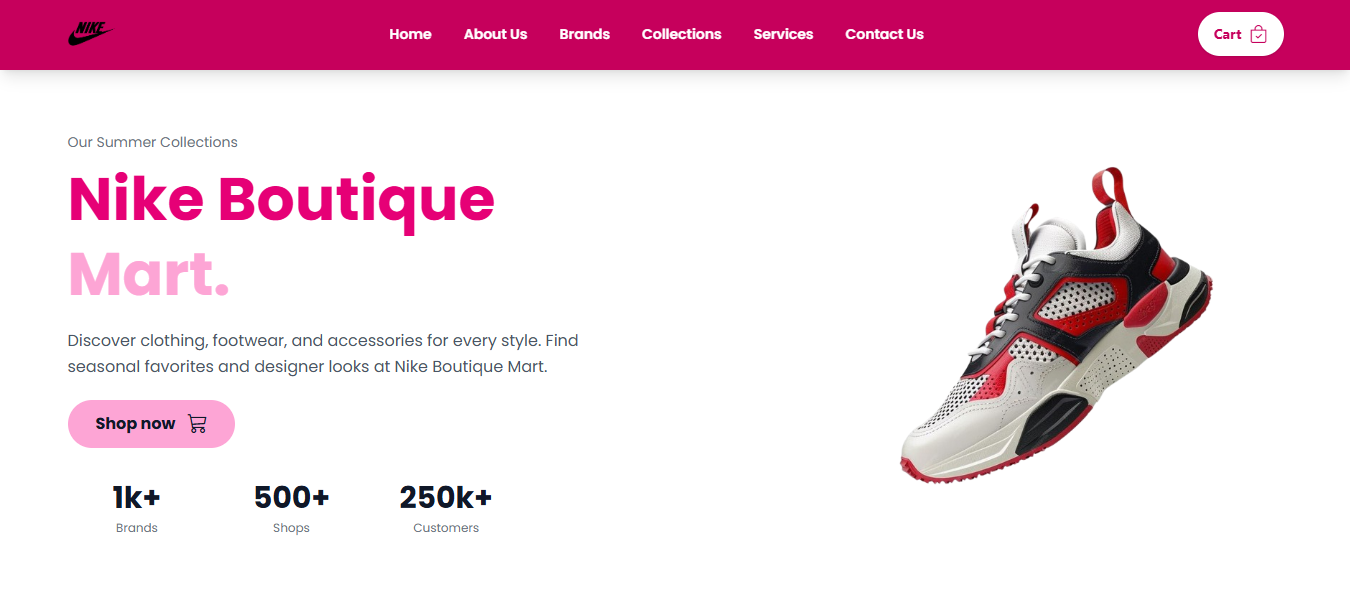 NIKE
Home About Us Brands Collections Services Contact Us Cart
Our Summer Collections
Nike Boutique
Mart.
Discover clothing, footwear, and accessories for every style. Find
seasonal favorites and designer looks at Nike Boutique Mart.
Shop now
1k+ 500+ 250k+
Brands Shops Customers